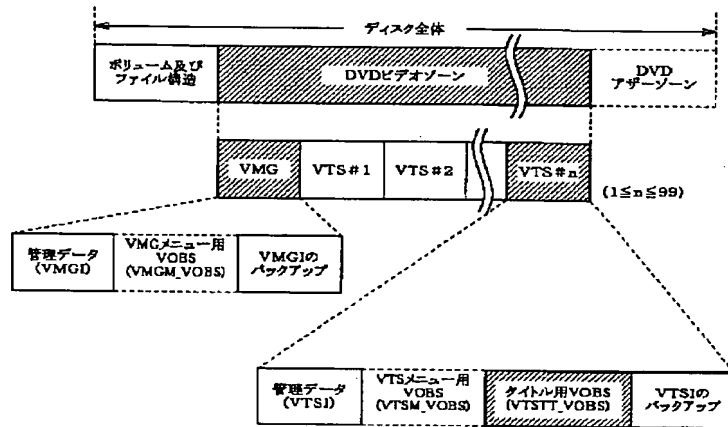 ディスク全体
ボリューム及び
ファイル構造
DVDビデオゾーン
DVD
アザーゾーン
VMG
VTS#1
VTS#2
VTS#n
(1≦n≦99)
管理データ
(VMGI)
VMGメニュー用
VOBS
(VMGM_VOBS)
VMGIの
バックアップ
管理データ
(VTSI)
VTSメニュー用
VOBS
(VTSM_VOBS)
タイトル用VOBS
(VTSTT_VOBS)
VTSIの
バックアップ